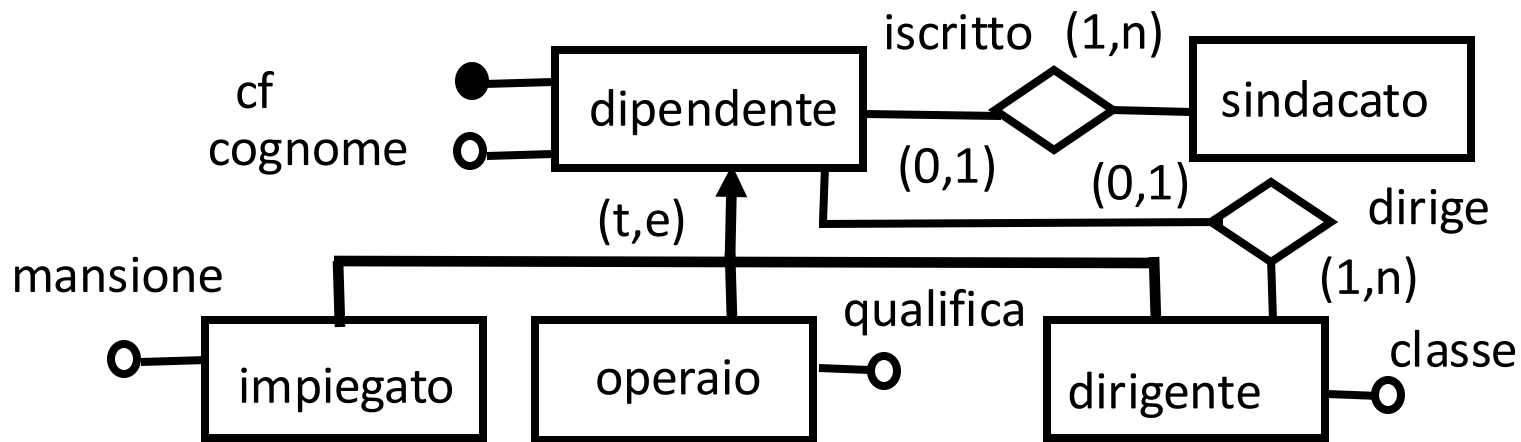 iscritto (1,n)
cf
dipendente
sindacato
cognome
(0,1)
(0,1)
dirige
(t,e)
mansione
(1,n)
qualifica
classe
impiegato
operaio
dirigente